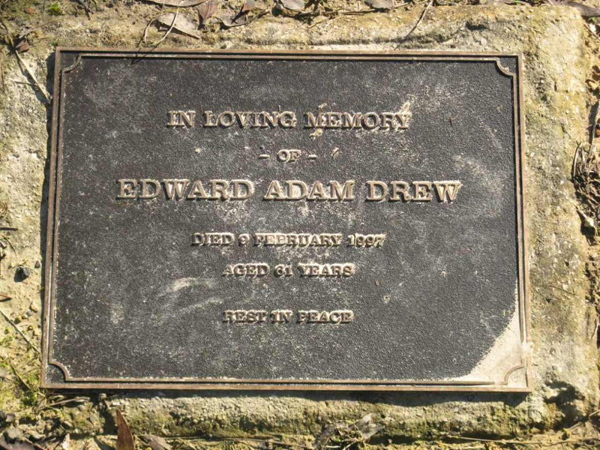 IN LOVING MEMORY
- OF -
EDWARD ADAM DREW
DIED 9 FEBRUARY 1997
AGED 61 YEARS
REST IN PEACE